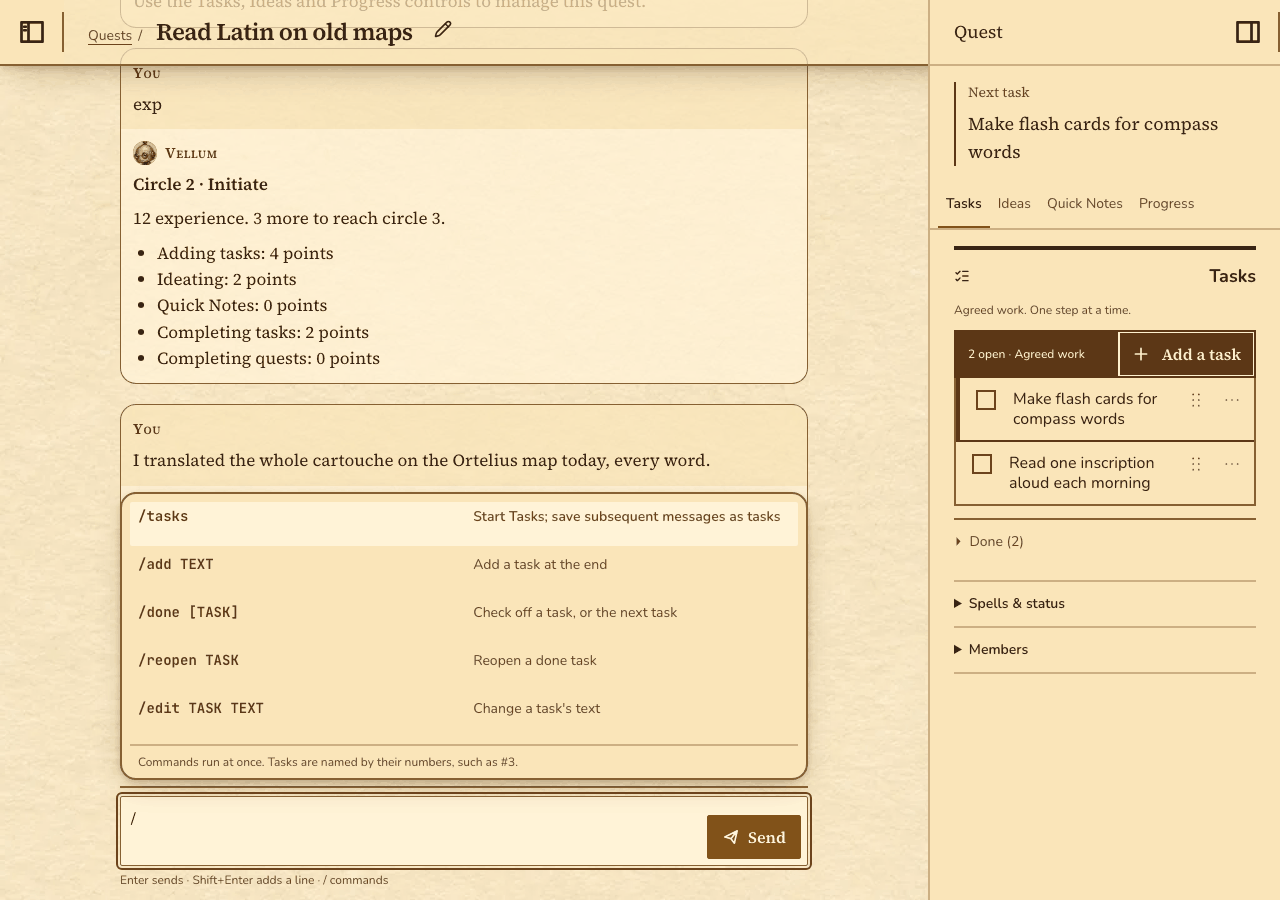 Use the Tasks, Ideas and Progress controls to manage this quest.
Quests / Read Latin on old maps
You
exp
Vellum
Circle 2 · Initiate
12 experience. 3 more to reach circle 3.
Adding tasks: 4 points
Ideating: 2 points
Quick Notes: 0 points
Completing tasks: 2 points
Completing quests: 0 points
You
I translated the whole cartouche on the Ortelius map today, every word.
/tasks Start Tasks; save subsequent messages as tasks
/add TEXT Add a task at the end
/done [TASK] Check off a task, or the next task
/reopen TASK Reopen a done task
/edit TASK TEXT Change a task's text
Commands run at once. Tasks are named by their numbers, such as #3.
/
Send
Enter sends · Shift+Enter adds a line · / commands
Quest
Next task
Make flash cards for compass
words
Tasks Ideas Quick Notes Progress
Tasks
Agreed work. One step at a time.
2 open · Agreed work
Add a task
Make flash cards for
compass words
Read one inscription
aloud each morning
Done (2)
Spells & status
Members